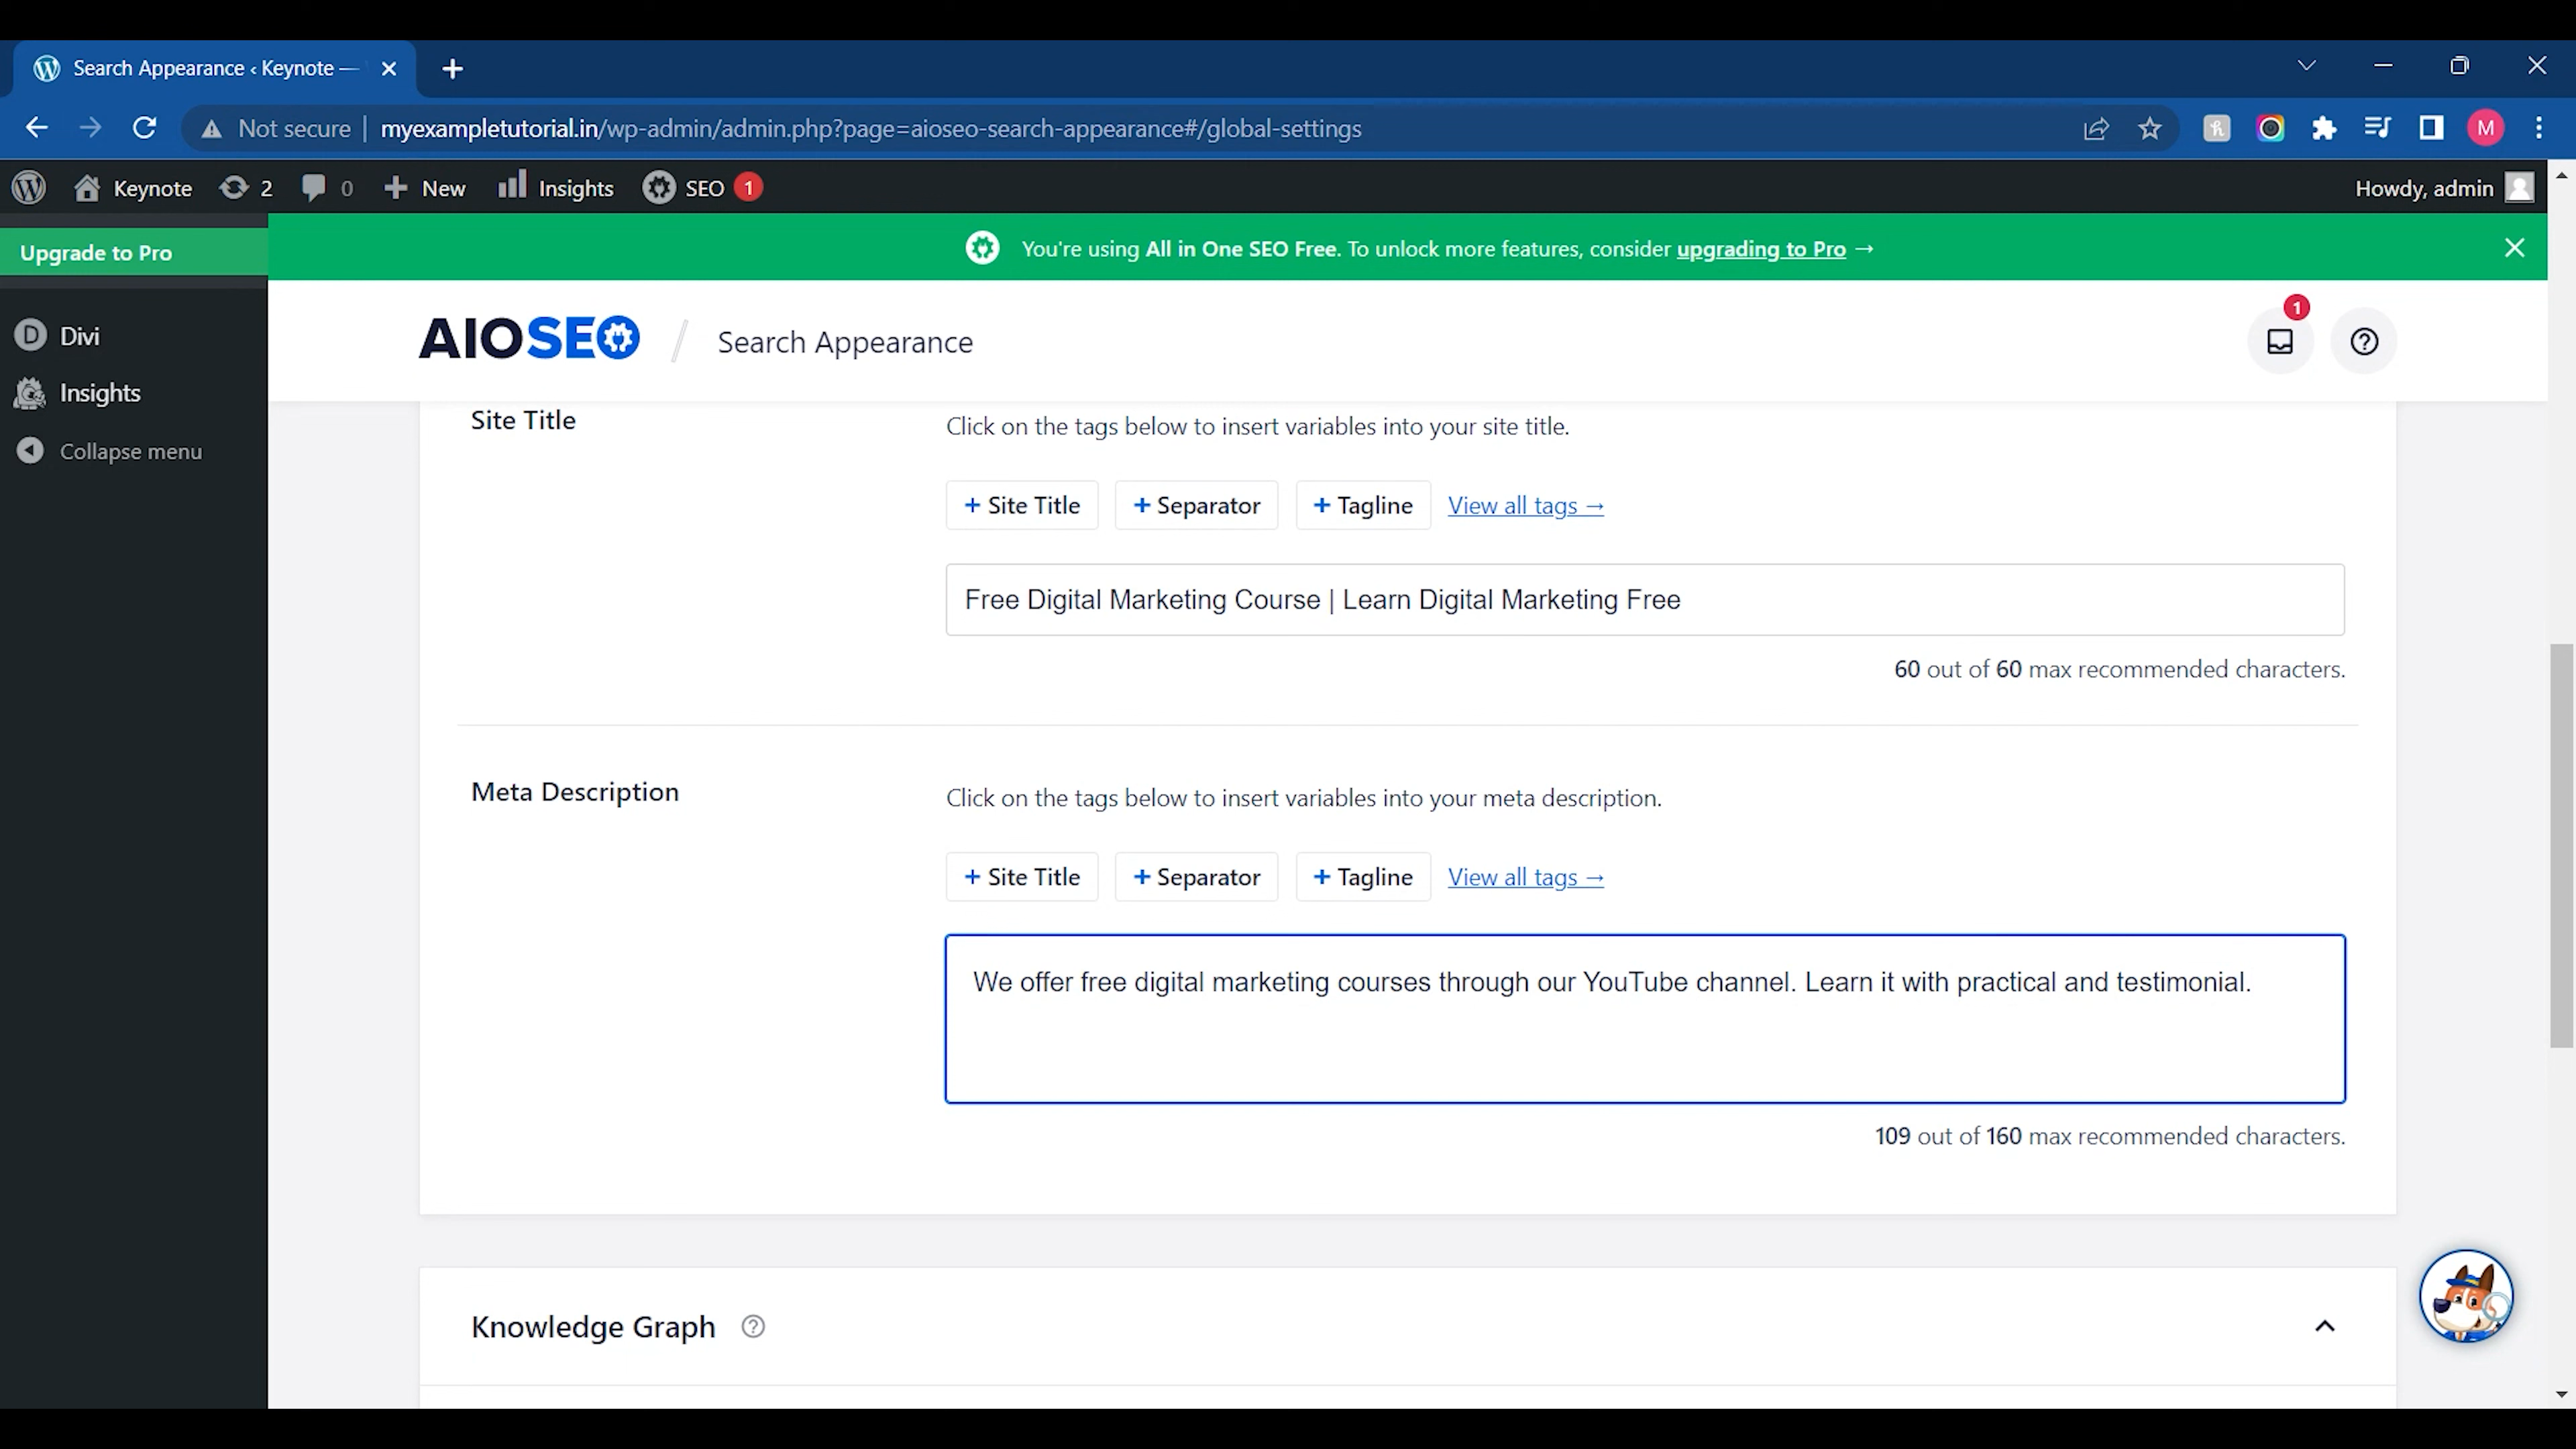 Search Appearance ‹ Keynote —
Not secure | myexampletutorial.in/wp-admin/admin.php?page=aioseo-search-appearance#/global-settings
M
Keynote 2 0 + New Insights SEO 1
Howdy, admin
Upgrade to Pro
You're using All in One SEO Free. To unlock more features, consider upgrading to Pro →
Divi
Insights
Collapse menu
AIOSEO / Search Appearance
1
Site Title
Click on the tags below to insert variables into your site title.
+ Site Title + Separator + Tagline View all tags →
Free Digital Marketing Course | Learn Digital Marketing Free
60 out of 60 max recommended characters.
Meta Description
Click on the tags below to insert variables into your meta description.
+ Site Title + Separator + Tagline View all tags →
We offer free digital marketing courses through our YouTube channel. Learn it with practical and testimonial.
109 out of 160 max recommended characters.
Knowledge Graph